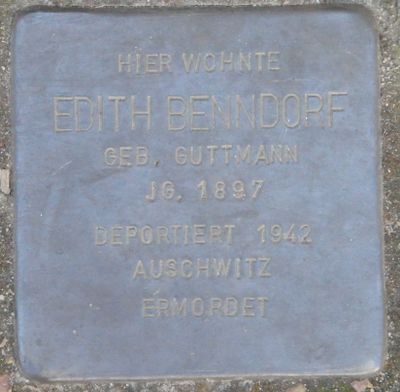 HIER WOHNTE
EDITH BENNDORF
GEB. GUTTMANN
JG. 1897
DEPORTIERT 1942
AUSCHWITZ
ERMORDET